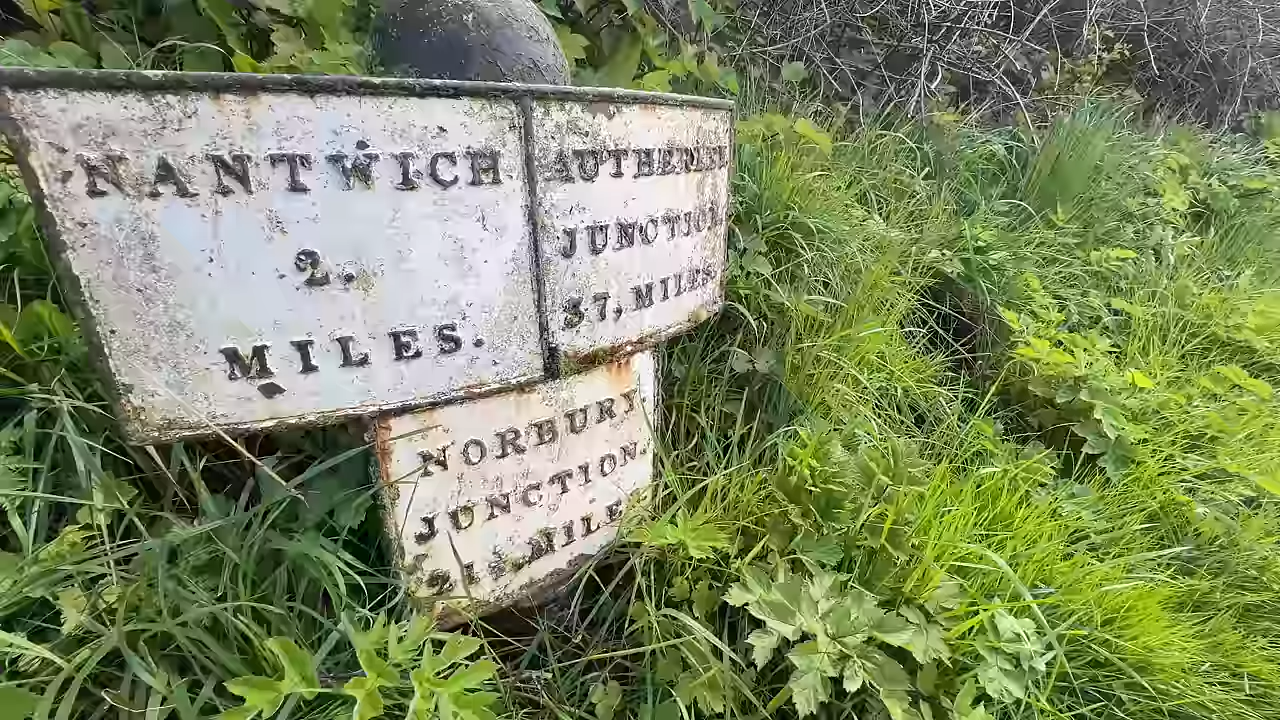 NANTWICH
2.
MILES.
AUTHERLEY
JUNCTION
37, MILES.
NORBURY
JUNCTION.
MILES